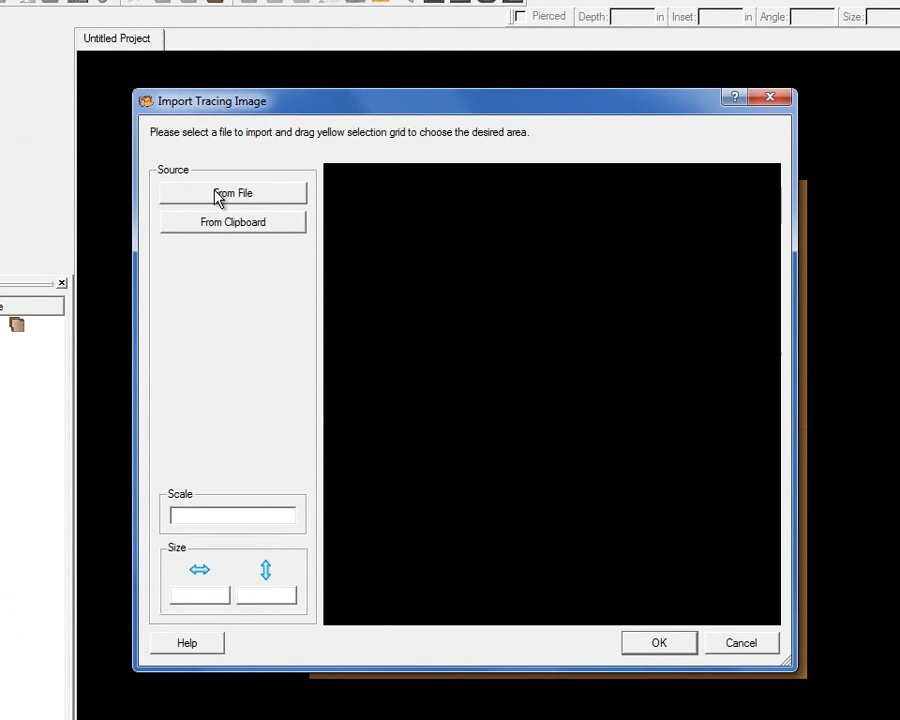 Pierced Depth: in Inset: in Angle: Size:
Untitled Project
Import Tracing Image
Please select a file to import and drag yellow selection grid to choose the desired area.
Source
From File
From Clipboard
e
Scale
Size
Help OK Cancel